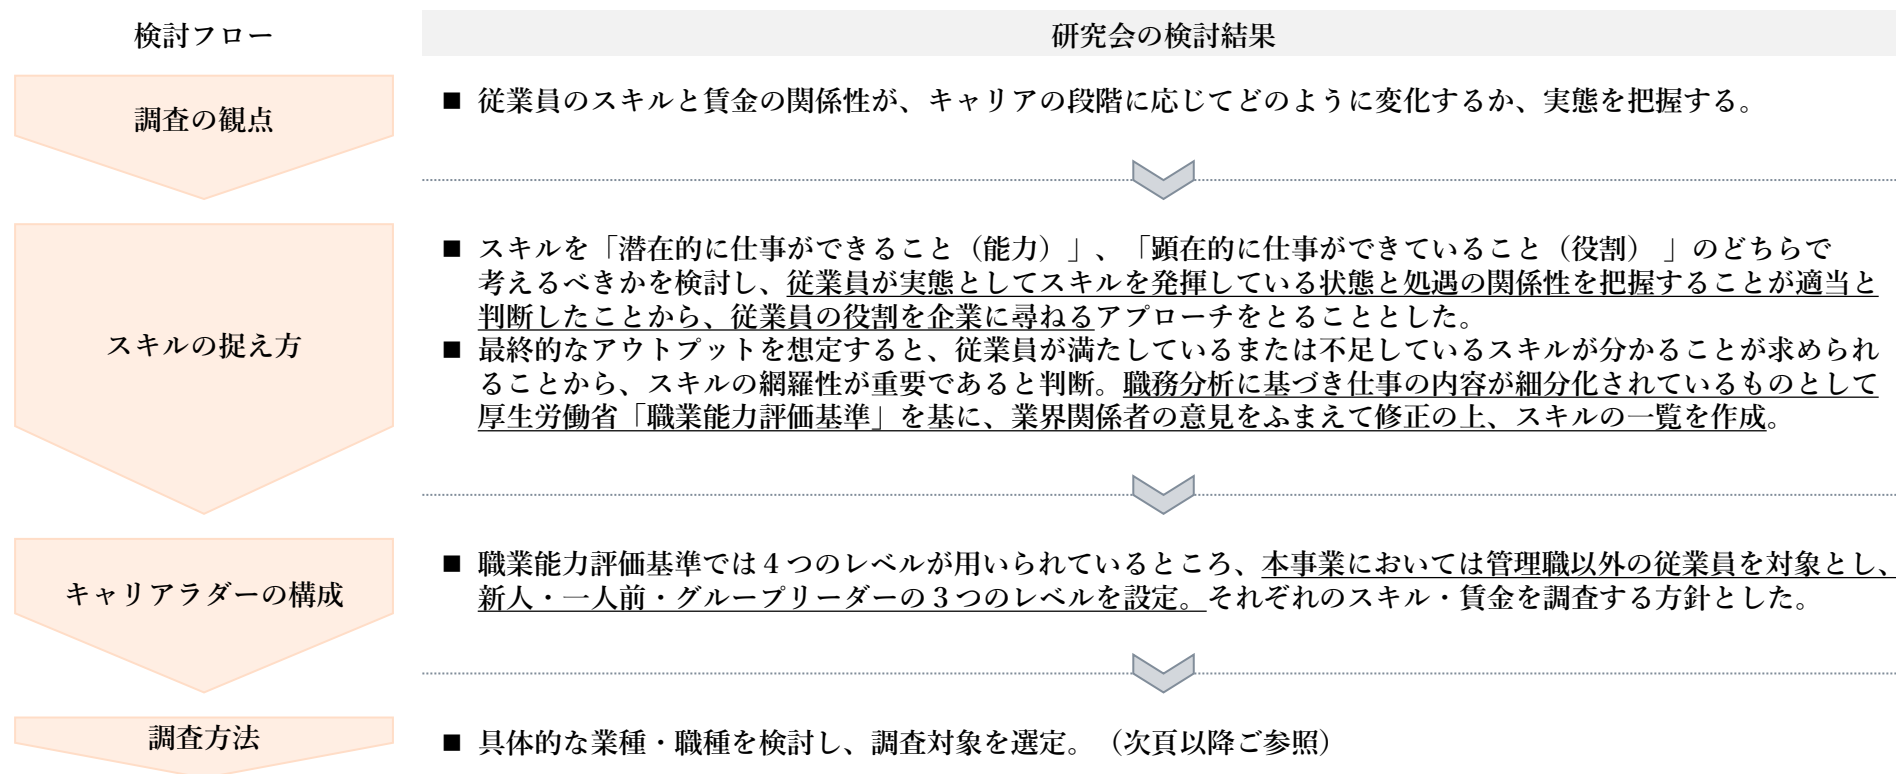 検討フロー
研究会の検討結果
調査の観点
■ 従業員のスキルと賃金の関係性が、キャリアの段階に応じてどのように変化するか、実態を把握する。
スキルの捉え方
■ スキルを「潜在的に仕事ができること（能力）」、「顕在的に仕事ができていること（役割） 」のどちらで
考えるべきかを検討し、従業員が実態としてスキルを発揮している状態と処遇の関係性を把握することが適当と
判断したことから、従業員の役割を企業に尋ねるアプローチをとることとした。
■ 最終的なアウトプットを想定すると、従業員が満たしているまたは不足しているスキルが分かることが求められ
ることから、スキルの網羅性が重要であると判断。職務分析に基づき仕事の内容が細分化されているものとして
厚生労働省「職業能力評価基準」を基に、業界関係者の意見をふまえて修正の上、スキルの一覧を作成。
キャリアラダーの構成
■ 職業能力評価基準では４つのレベルが用いられているところ、本事業においては管理職以外の従業員を対象とし、
新人・一人前・グループリーダーの３つのレベルを設定。それぞれのスキル・賃金を調査する方針とした。
調査方法
■ 具体的な業種・職種を検討し、調査対象を選定。（次頁以降ご参照）